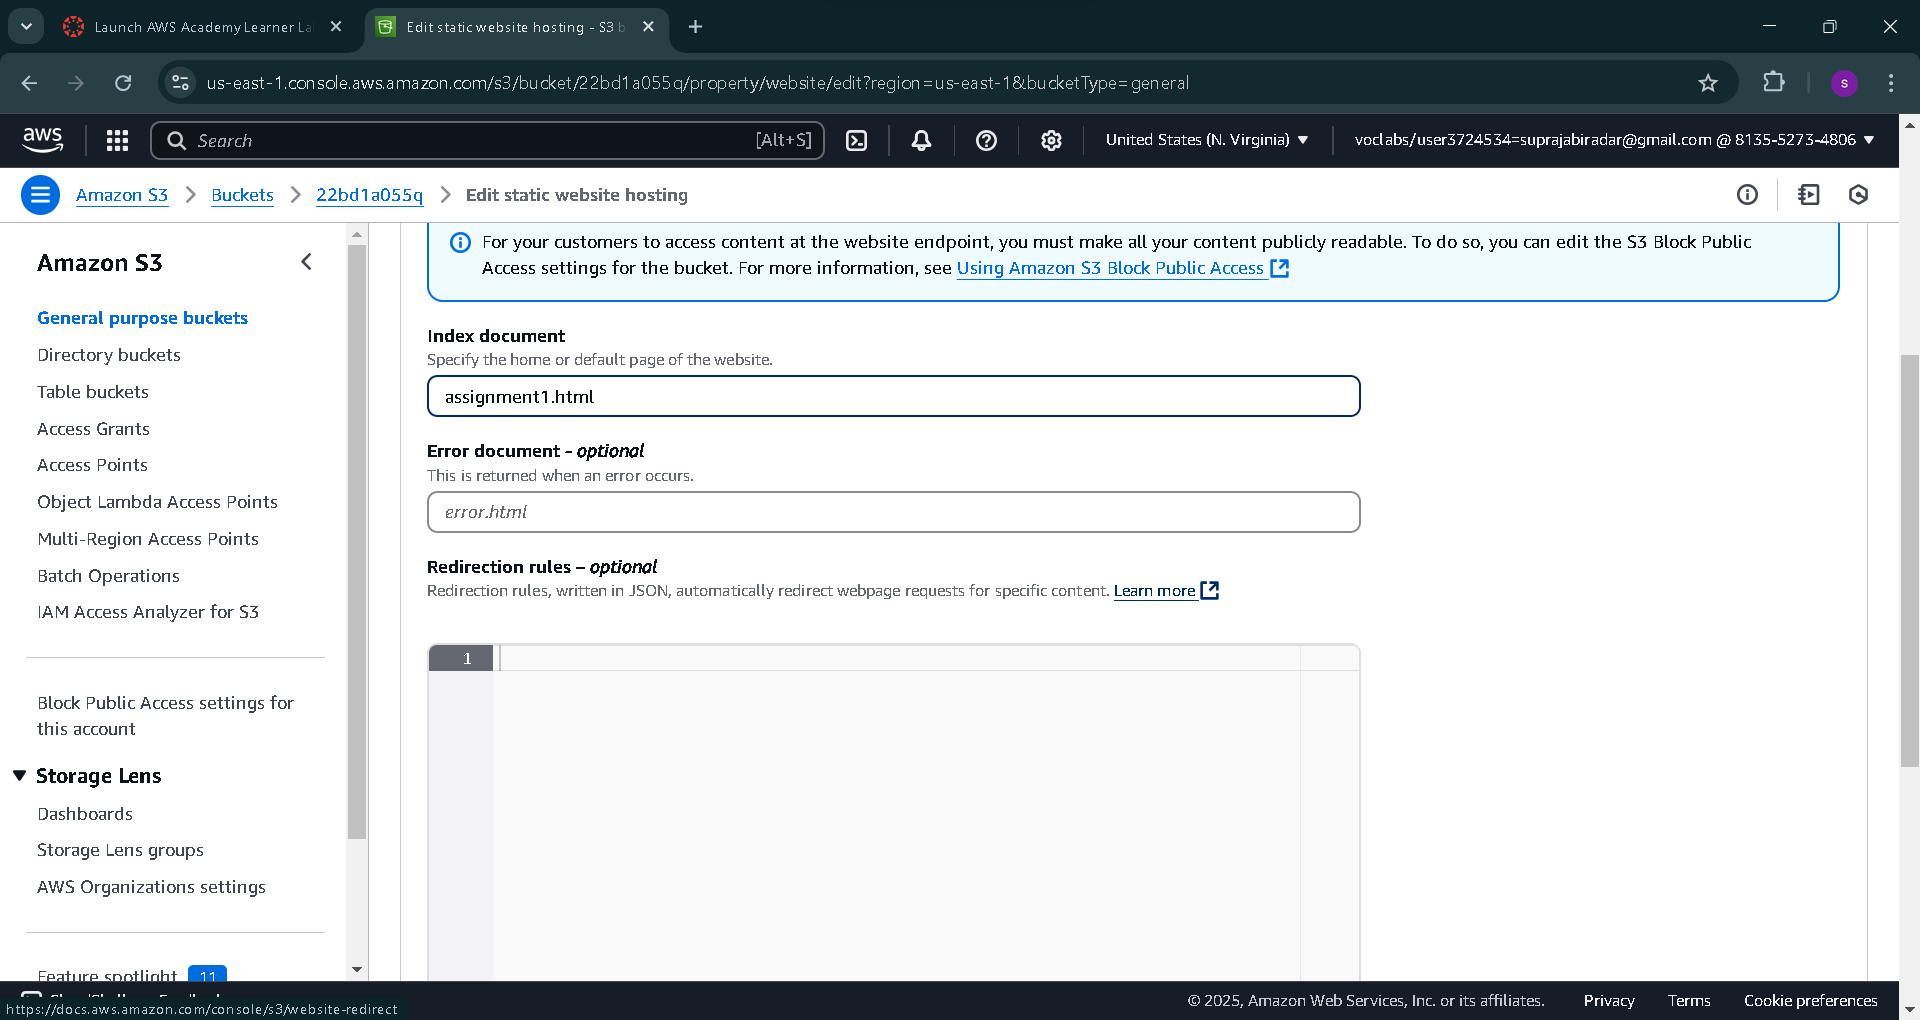 Launch AWS Academy Learner La
Edit static website hosting - S3 b
us-east-1.console.aws.amazon.com/s3/bucket/22bd1a055q/property/website/edit?region=us-east-1&bucketType=general
S
aws
Search
[Alt+S]
United States (N. Virginia)
voclabs/user3724534=suprajabiradar@gmail.com @ 8135-5273-4806
Amazon S3
Buckets
22bd1a055q
Edit static website hosting
Amazon S3
General purpose buckets
Directory buckets
Table buckets
Access Grants
Access Points
Object Lambda Access Points
Multi-Region Access Points
Batch Operations
IAM Access Analyzer for S3
Block Public Access settings for
this account
Storage Lens
Dashboards
Storage Lens groups
AWS Organizations settings
Feature spotlight 11
For your customers to access content at the website endpoint, you must make all your content publicly readable. To do so, you can edit the S3 Block Public
Access settings for the bucket. For more information, see Using Amazon S3 Block Public Access
Index document
Specify the home or default page of the website.
assignment1.html
Error document - optional
This is returned when an error occurs.
error.html
Redirection rules – optional
Redirection rules, written in JSON, automatically redirect webpage requests for specific content. Learn more
1
https://docs.aws.amazon.com/console/s3/website-redirect
© 2025, Amazon Web Services, Inc. or its affiliates.
Privacy
Terms
Cookie preferences